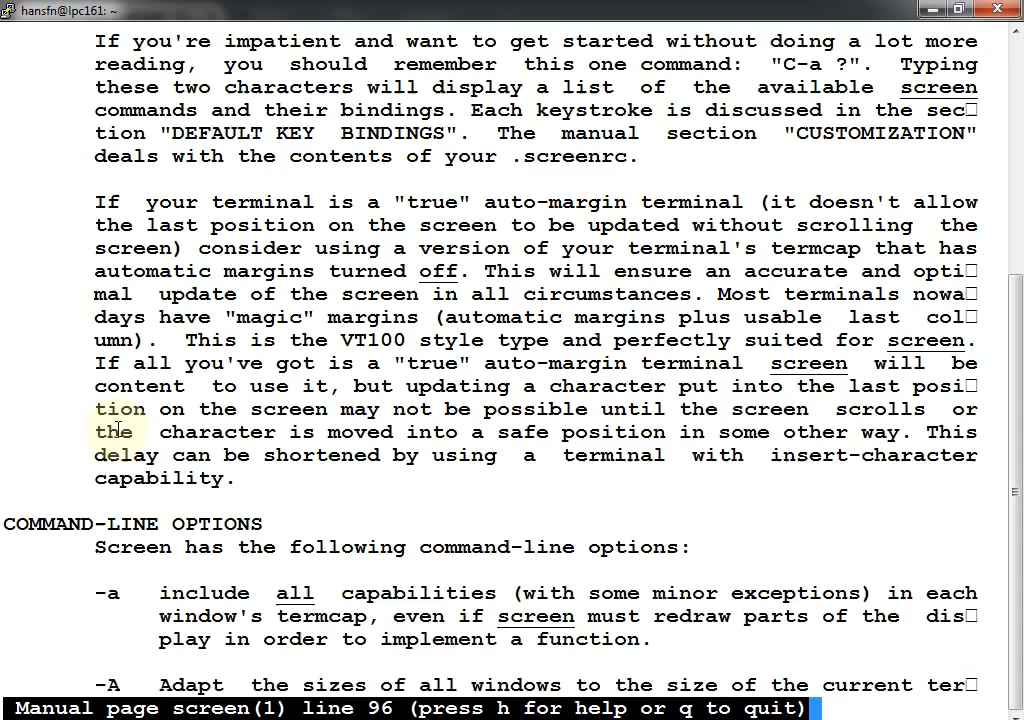 hansfn@lpc161: ~
If you're impatient and want to get started without doing a lot more
reading, you should remember this one command: "C-a ?". Typing
these two characters will display a list of the available screen
commands and their bindings. Each keystroke is discussed in the sec□
tion "DEFAULT KEY BINDINGS". The manual section "CUSTOMIZATION"
deals with the contents of your .screenrc.
If your terminal is a "true" auto-margin terminal (it doesn't allow
the last position on the screen to be updated without scrolling the
screen) consider using a version of your terminal's termcap that has
automatic margins turned off. This will ensure an accurate and opti□
mal update of the screen in all circumstances. Most terminals nowa□
days have "magic" margins (automatic margins plus usable last col□
umn). This is the VT100 style type and perfectly suited for screen.
If all you've got is a "true" auto-margin terminal screen will be
content to use it, but updating a character put into the last posi□
tion on the screen may not be possible until the screen scrolls or
the character is moved into a safe position in some other way. This
delay can be shortened by using a terminal with insert-character
capability.
COMMAND-LINE OPTIONS
Screen has the following command-line options:
-a include all capabilities (with some minor exceptions) in each
window's termcap, even if screen must redraw parts of the dis□
play in order to implement a function.
-A Adapt the sizes of all windows to the size of the current ter□
Manual page screen(1) line 96 (press h for help or q to quit)